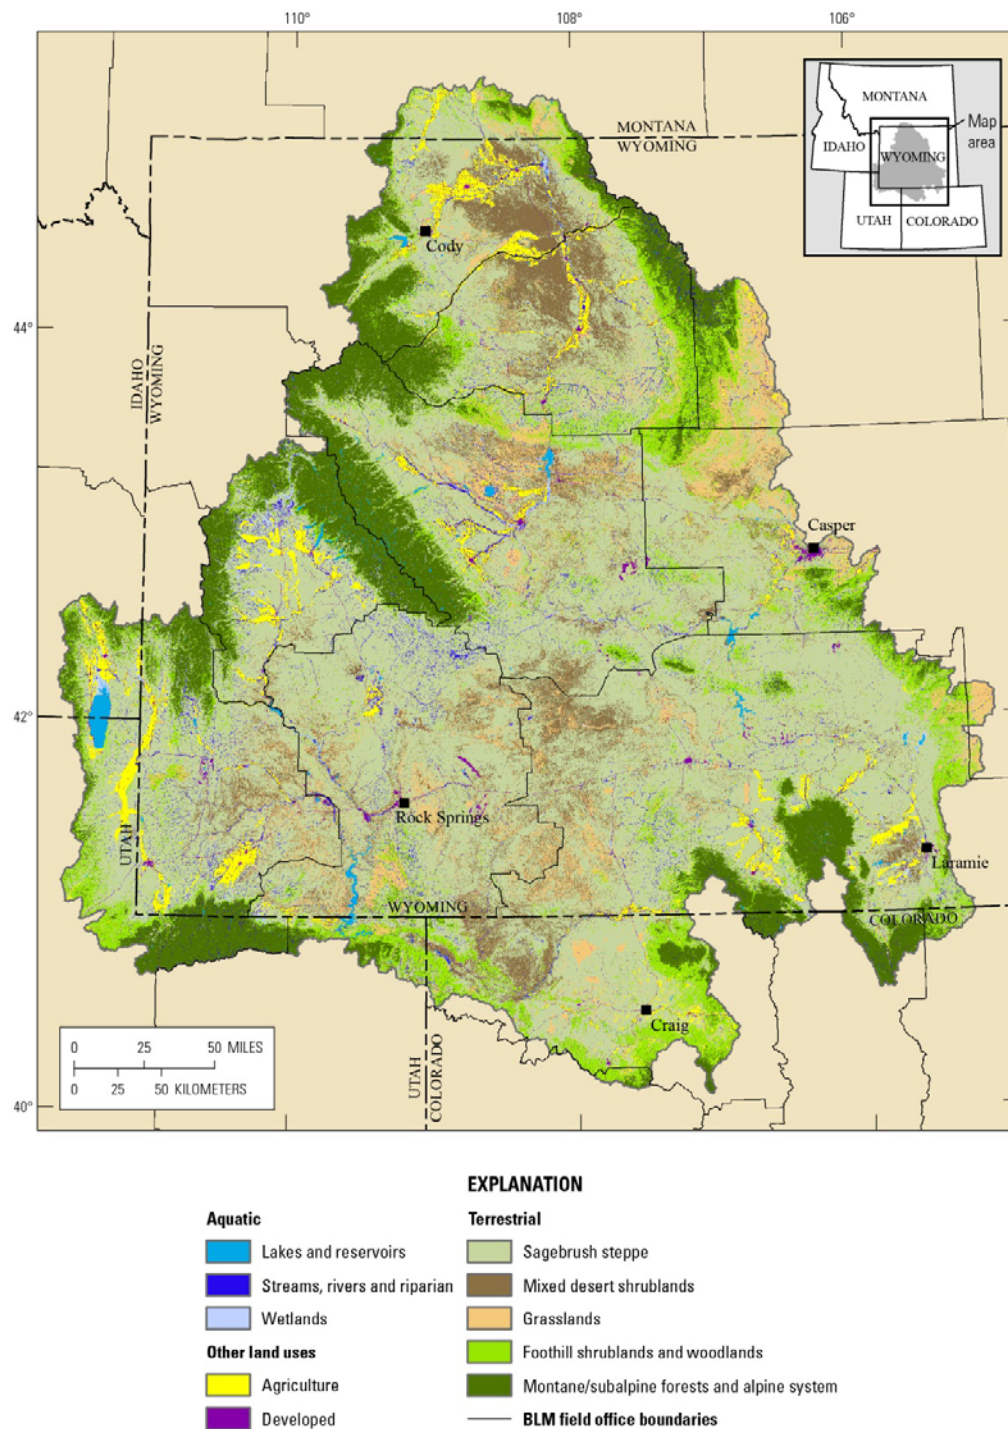 110°
108°
106°
MONTANA
WYOMING
MONTANA
IDAHO
WYOMING
UTAH
COLORADO
Map
area
Cody
44°
IDAHO
WYOMING
Casper
42°
Rock Springs
UTAH
Laramie
WYOMING
COLORADO
Craig
0 25 50 MILES
0 25 50 KILOMETERS
UTAH
COLORADO
40°
EXPLANATION
Aquatic
Lakes and reservoirs
Streams, rivers and riparian
Wetlands
Other land uses
Agriculture
Developed
Terrestrial
Sagebrush steppe
Mixed desert shrublands
Grasslands
Foothill shrublands and woodlands
Montane/subalpine forests and alpine system
BLM field office boundaries